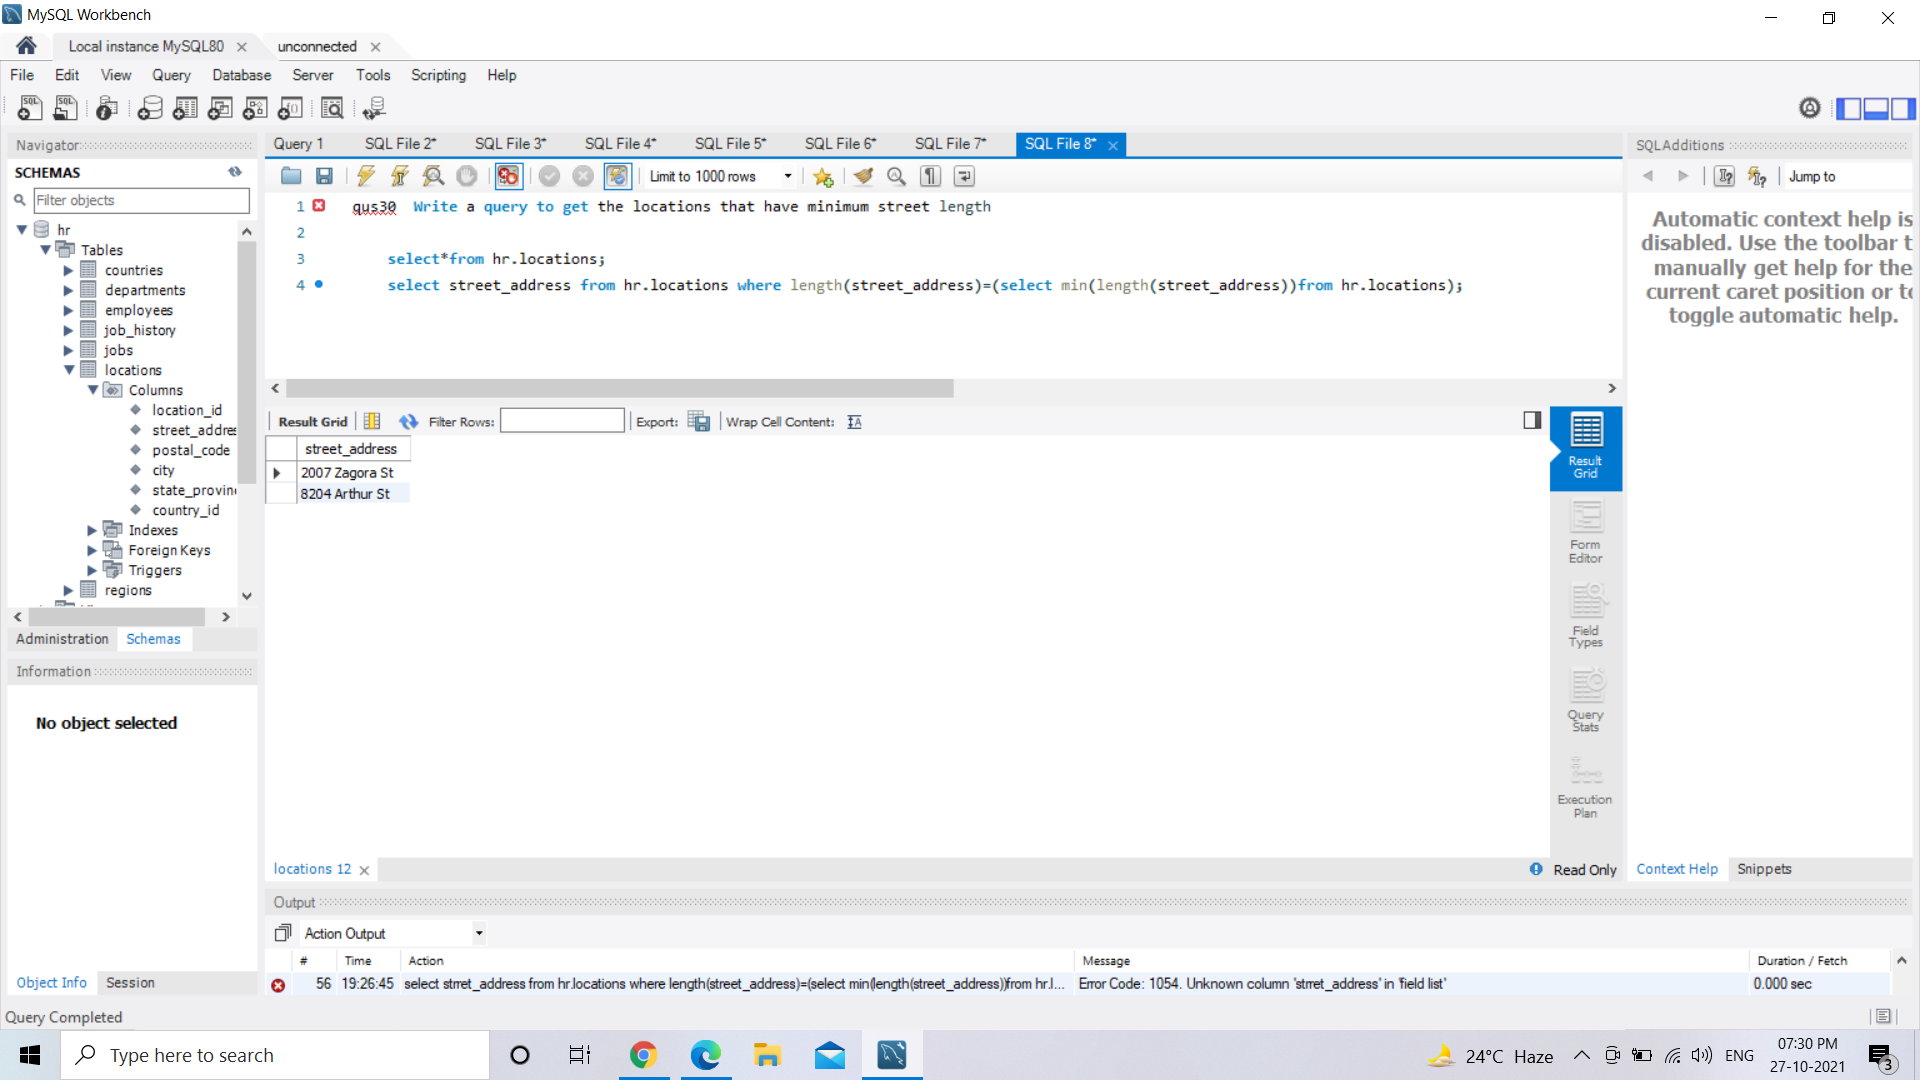 MySQL Workbench
Local instance MySQL80
unconnected
File Edit View Query Database Server Tools Scripting Help
Navigator
SCHEMAS
Filter objects
hr
Tables
countries
departments
employees
job_history
jobs
locations
Columns
location_id
street_addre
postal_code
city
state_provin
country_id
Indexes
Foreign Keys
Triggers
regions
Administration Schemas
Information
No object selected
Object Info Session
Query 1 SQL File 2* SQL File 3* SQL File 4* SQL File 5* SQL File 6* SQL File 7* SQL File 8*
Limit to 1000 rows
1 qus30 Write a query to get the locations that have minimum street length
2
3 select*from hr.locations;
4 select street_address from hr.locations where length(street_address)=(select min(length(street_address))from hr.locations);
Result Grid Filter Rows: Export: Wrap Cell Content:
street_address
2007 Zagora St
8204 Arthur St
Result Grid
Form Editor
Field Types
Query Stats
Execution Plan
locations 12
Read Only
SQLAdditions
Jump to
Automatic context help is
disabled. Use the toolbar t
manually get help for the
current caret position or to
toggle automatic help.
Context Help Snippets
Output
Action Output
# Time Action Message Duration / Fetch
56 19:26:45 select strret_address from hr.locations where length(street_address)=(select min(length(street_address))from hr.l... Error Code: 1054. Unknown column 'strret_address' in 'field list' 0.000 sec
Query Completed
Type here to search
24°C Haze
ENG
07:30 PM
27-10-2021
3